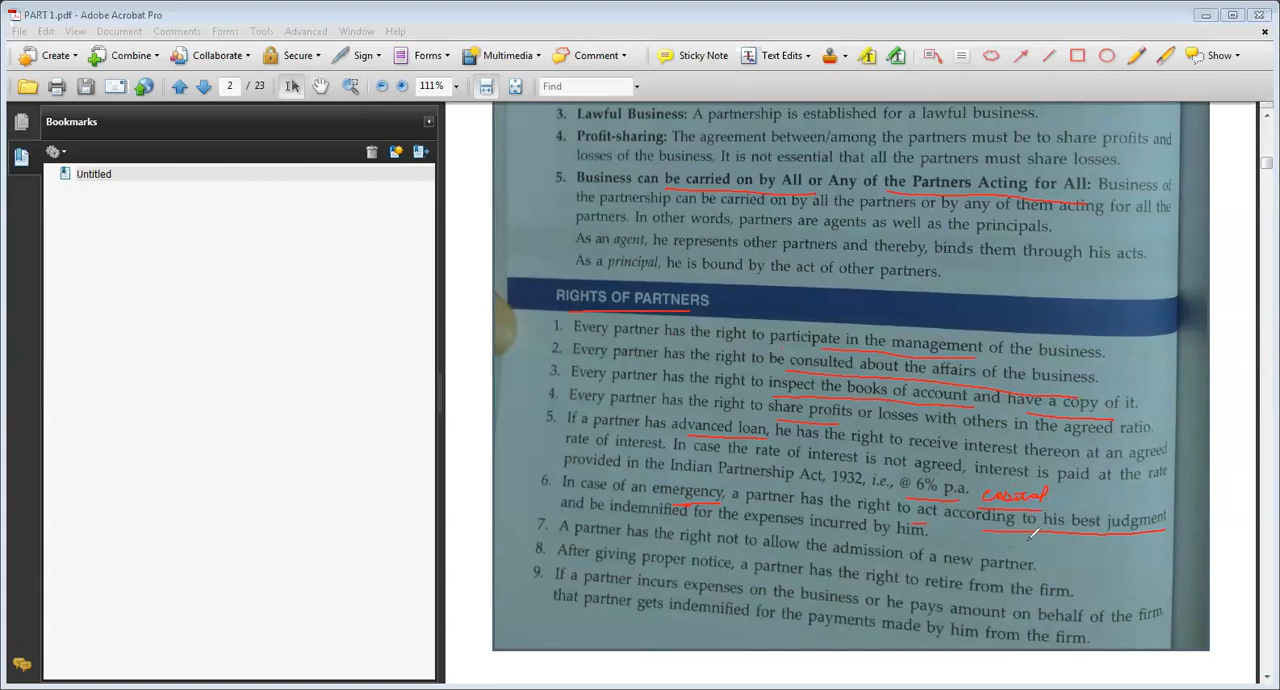 PART 1.pdf - Adobe Acrobat Pro
File Edit View Document Comments Forms Tools Advanced Window Help
Create Combine Collaborate Secure Sign Forms Multimedia Comment Sticky Note Text Edits Show
2 / 23 111% Find
Bookmarks
Untitled
3. Lawful Business: A partnership is established for a lawful business.
4. Profit-sharing: The agreement between/among the partners must be to share profits and
losses of the business. It is not essential that all the partners must share losses.
5. Business can be carried on by All or Any of the Partners Acting for All: Business of
the partnership can be carried on by all the partners or by any of them acting for all the
partners. In other words, partners are agents as well as the principals.
As an agent, he represents other partners and thereby, binds them through his acts.
As a principal, he is bound by the act of other partners.
RIGHTS OF PARTNERS
1. Every partner has the right to participate in the management of the business.
2. Every partner has the right to be consulted about the affairs of the business.
3. Every partner has the right to inspect the books of account and have a copy of it.
4. Every partner has the right to share profits or losses with others in the agreed ratio.
5. If a partner has advanced loan, he has the right to receive interest thereon at an agreed
rate of interest. In case the rate of interest is not agreed, interest is paid at the rate
provided in the Indian Partnership Act, 1932, i.e., @ 6% p.a. capital
6. In case of an emergency, a partner has the right to act according to his best judgment
and be indemnified for the expenses incurred by him.
7. A partner has the right not to allow the admission of a new partner.
8. After giving proper notice, a partner has the right to retire from the firm.
9. If a partner incurs expenses on the business or he pays amount on behalf of the firm,
that partner gets indemnified for the payments made by him from the firm.